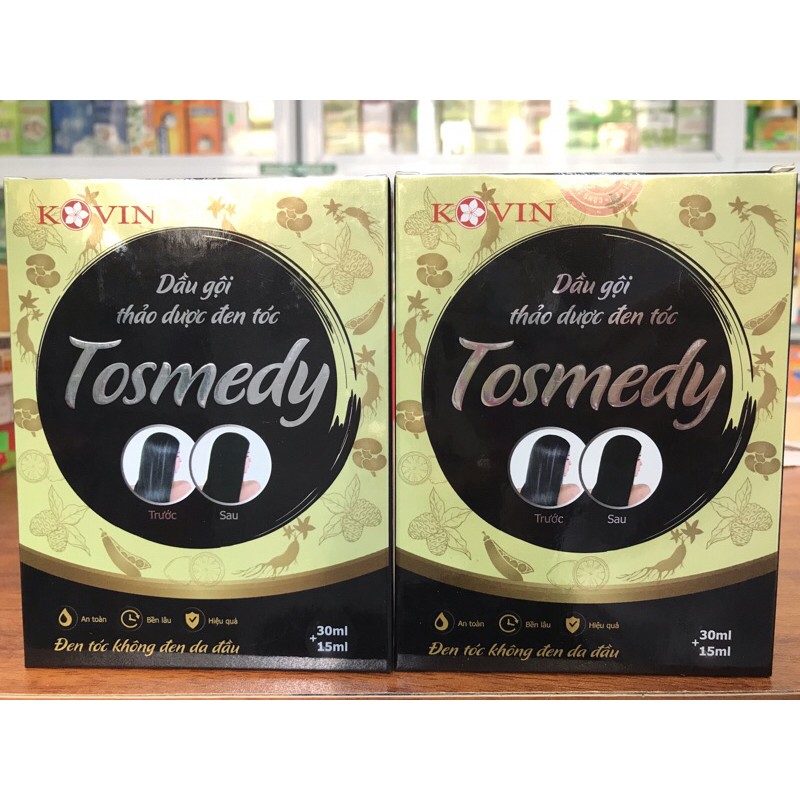 KOVIN
Dầu gội
thảo dược đen tóc
Tosmedy
Trước
Sau
An toàn
Bền lâu
Hiệu quả
Đen tóc không đen da đầu
30ml
+15ml
KOVIN
Dầu gội
thảo dược đen tóc
Tosmedy
Trước
Sau
An toàn
Bền lâu
Hiệu quả
Đen tóc không đen da đầu
30ml
+15ml